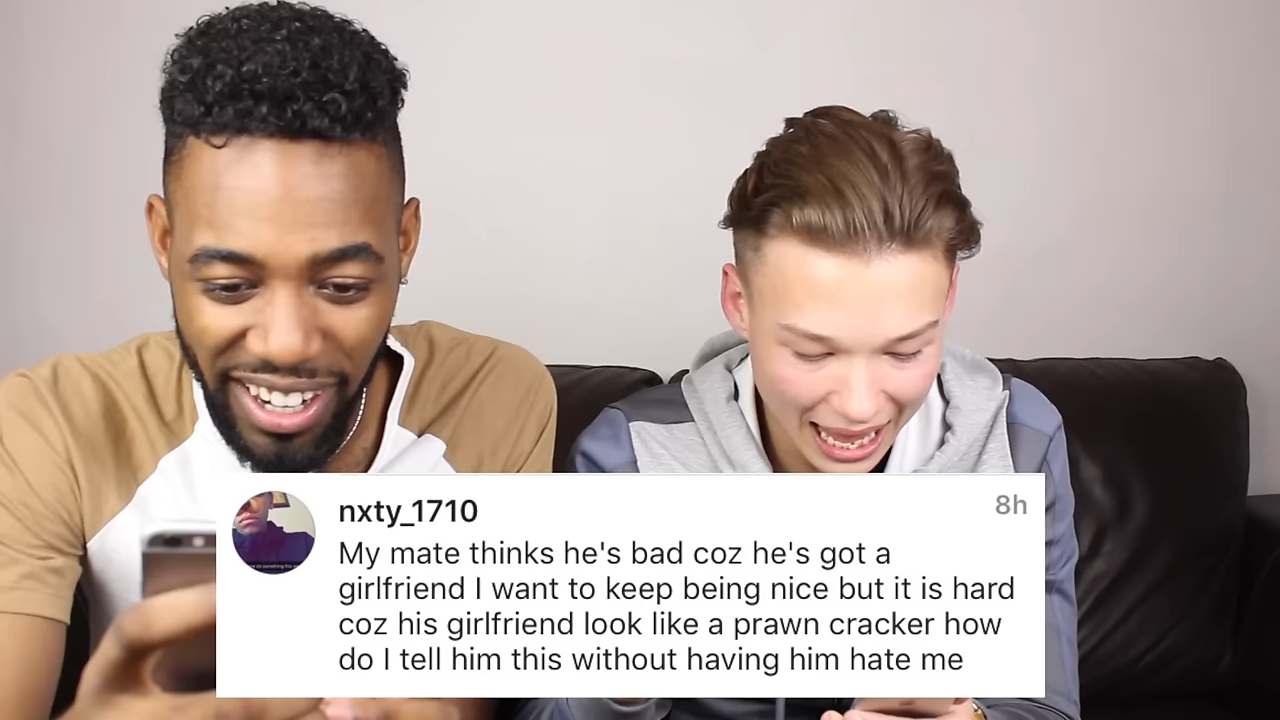 nxty_1710
8h
My mate thinks he's bad coz he's got a
girlfriend I want to keep being nice but it is hard
coz his girlfriend look like a prawn cracker how
do I tell him this without having him hate me